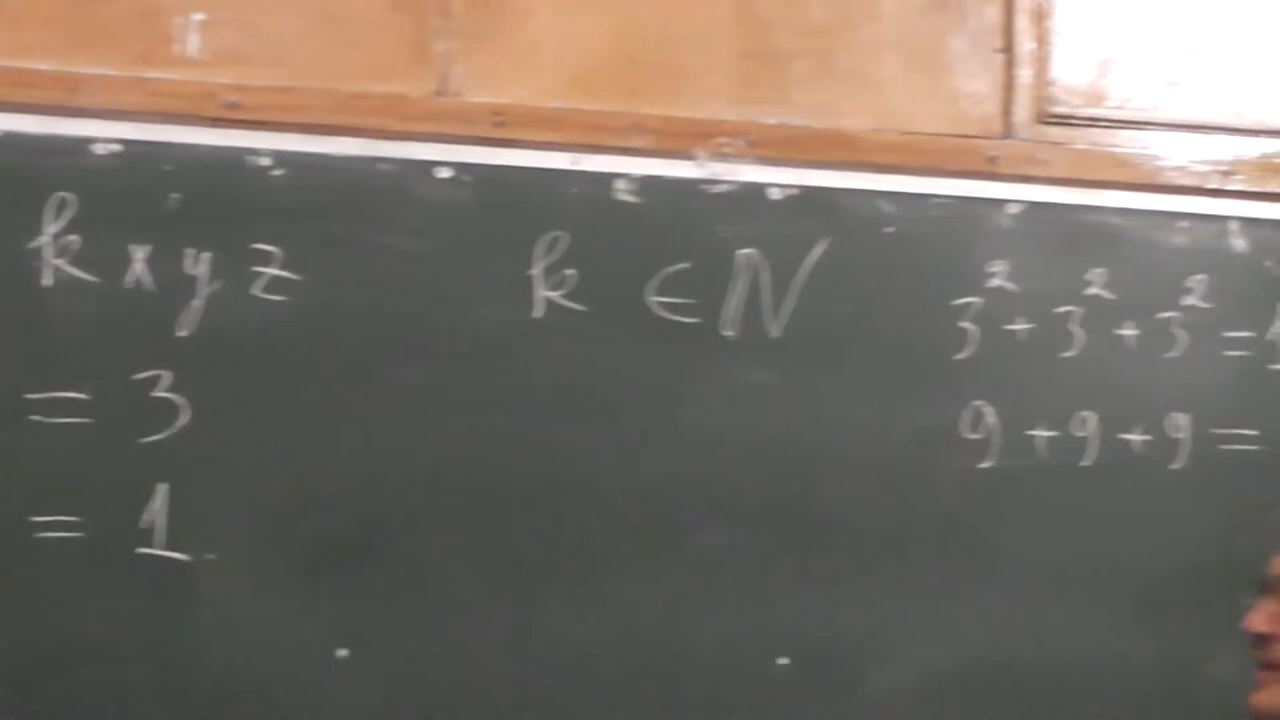 k x y z
= 3
= 1
k ∈ N
3² + 3² + 3² =
9 + 9 + 9 =